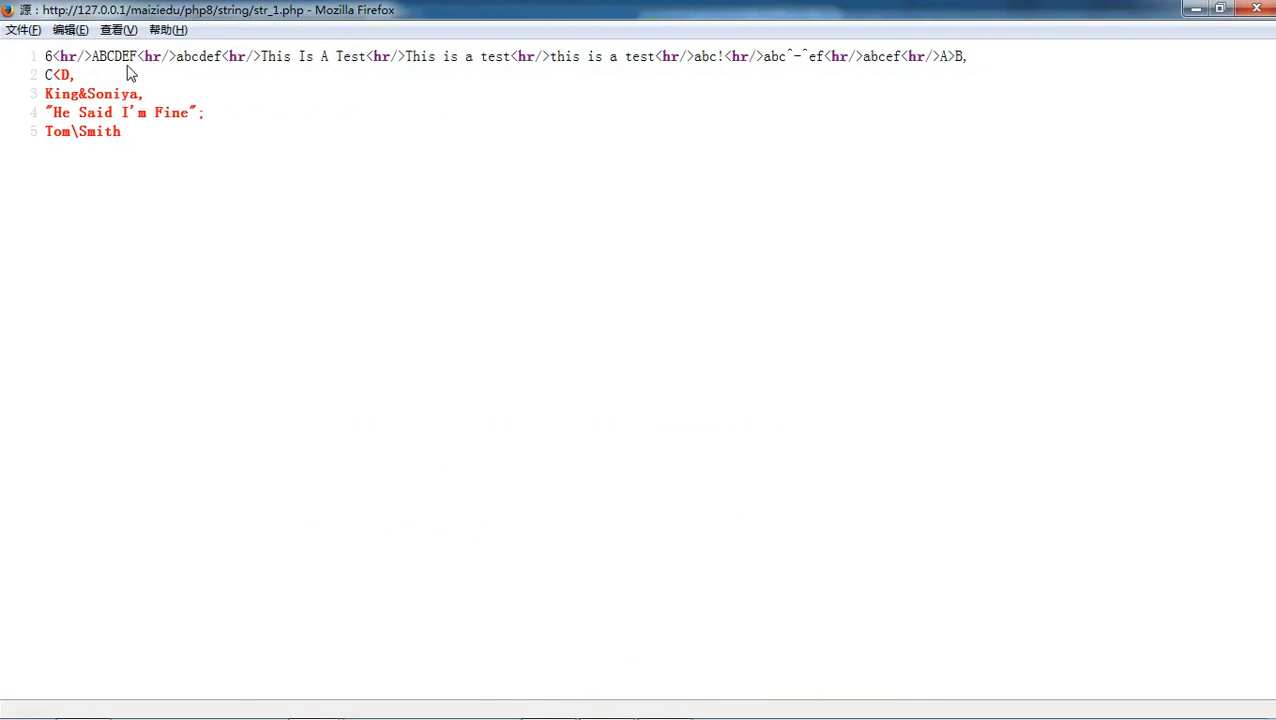 源 : http://127.0.0.1/maiziedu/php8/string/str_1.php - Mozilla Firefox
文件(F) 编辑(E) 查看(V) 帮助(H)
1 6<hr/>ABCDEF<hr/>abcdef<hr/>This Is A Test<hr/>This is a test<hr/>this is a test<hr/>abc!<hr/>abc^-^ef<hr/>abcef<hr/>A>B,
2 C<D,
3 King&Soniya,
4 "He Said I'm Fine";
5 Tom\Smith